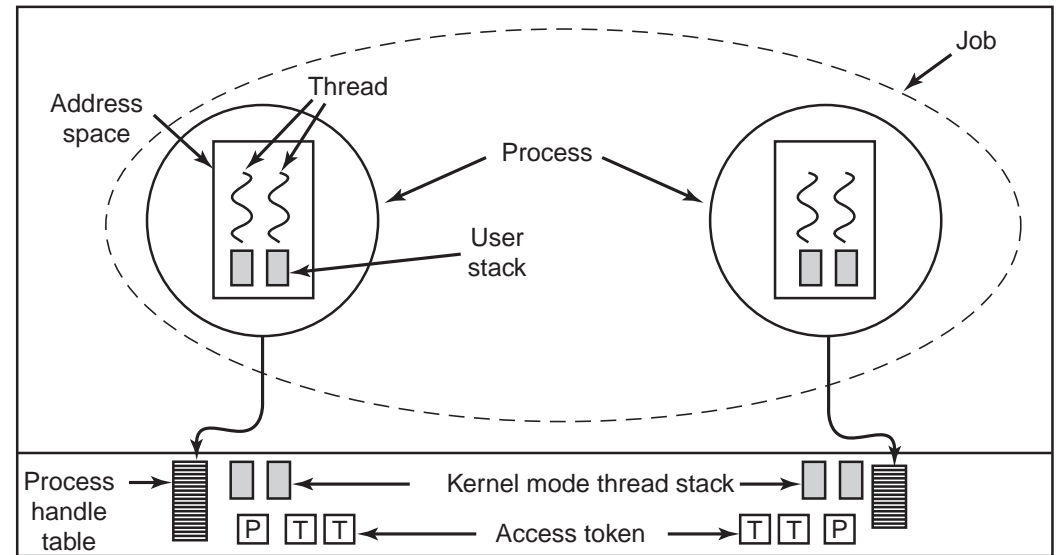 Job
Thread
Address
space
Process
User
stack
Process
handle
table
Kernel mode thread stack
P T T
Access token
T T P